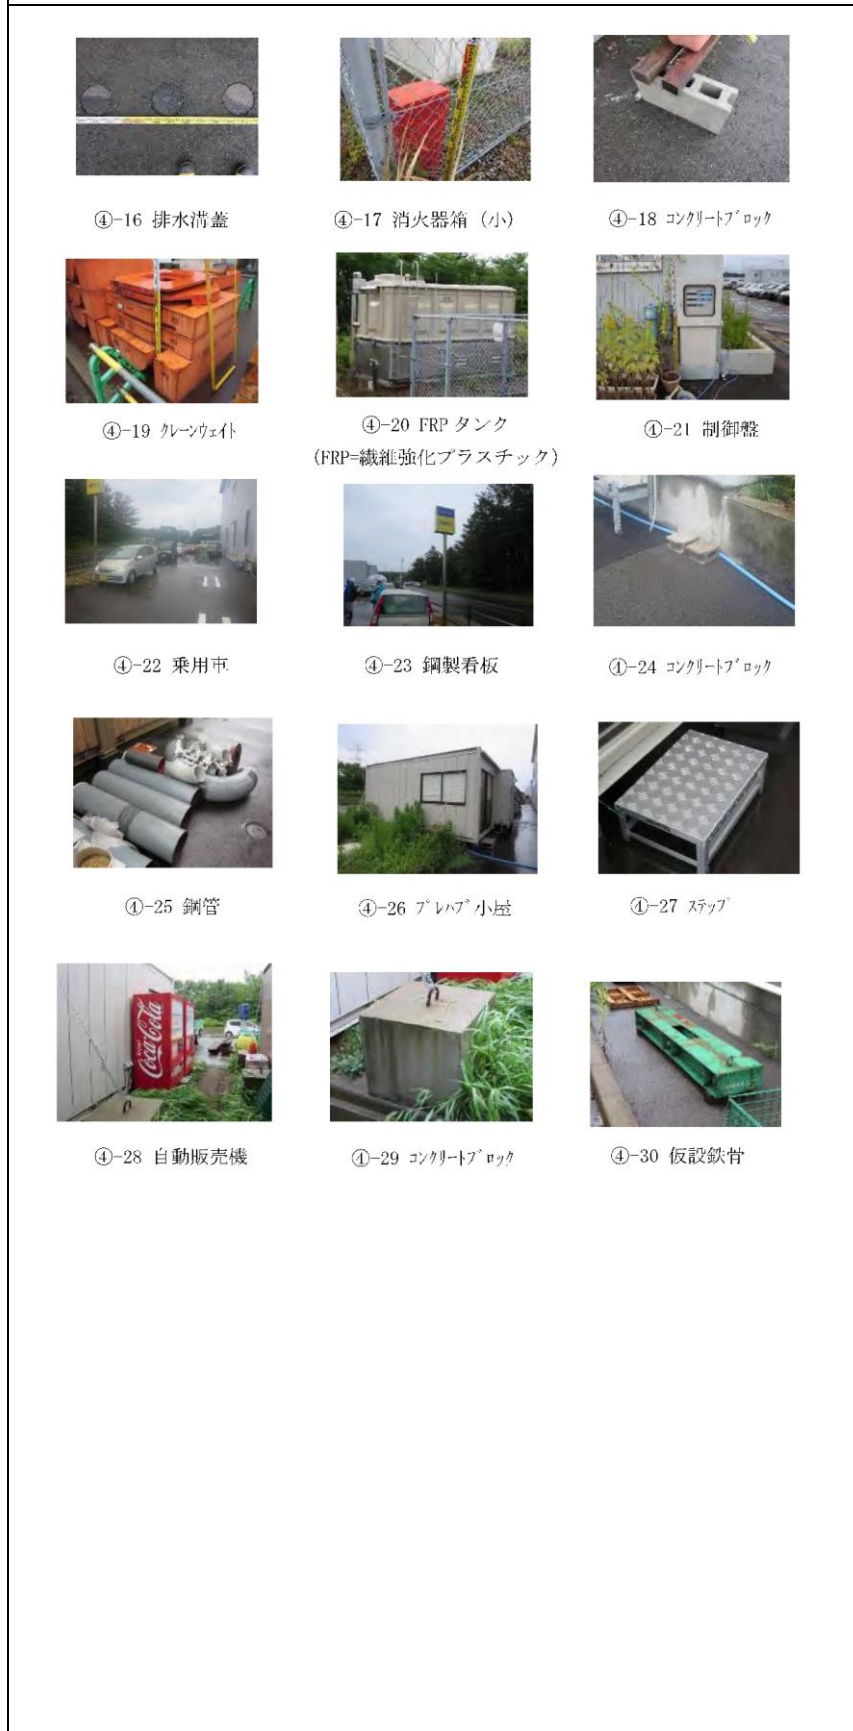 ④-16 排水溝蓋
④-17 消火器箱（小）
④-18 ｺﾝｸﾘｰﾄﾌﾞﾛｯｸ
④-19 ｸﾚｰﾝｳｪｲﾄ
④-20 FRP タンク
(FRP=繊維強化プラスチック)
④-21 制御盤
④-22 乗用車
④-23 鋼製看板
④-24 ｺﾝｸﾘｰﾄﾌﾞﾛｯｸ
④-25 鋼管
④-26 ﾌﾟﾚﾊﾌﾞ小屋
④-27 ｽﾃｯﾌﾟ
Coca-Cola
④-28 自動販売機
④-29 ｺﾝｸﾘｰﾄﾌﾞﾛｯｸ
④-30 仮設鉄骨